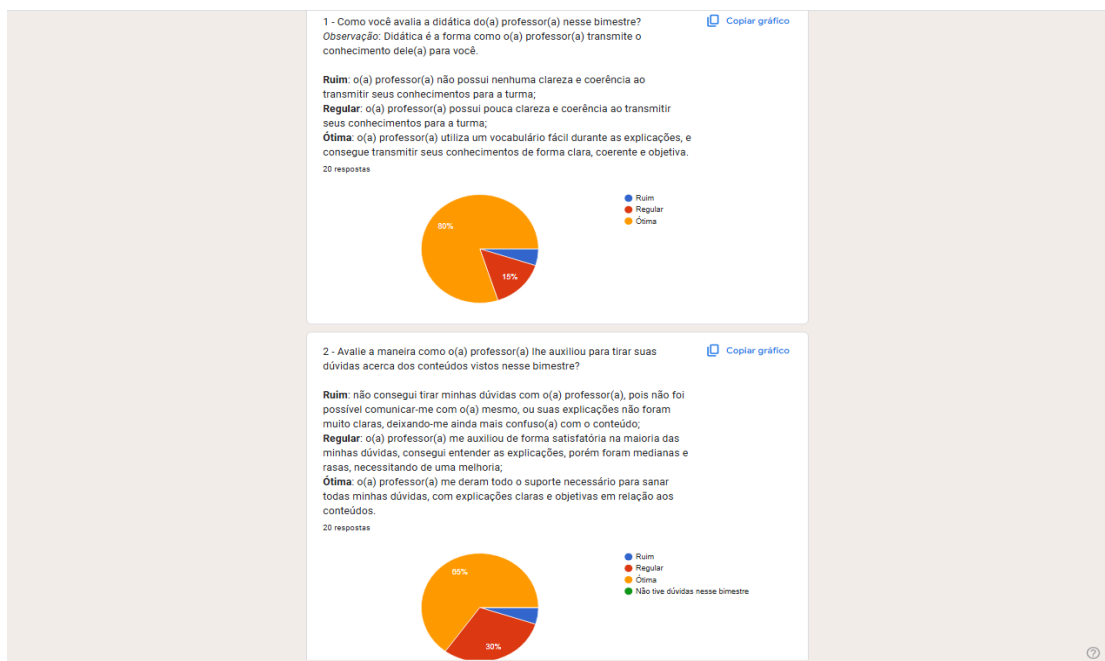 1 - Como você avalia a didática do(a) professor(a) nesse bimestre?
Copiar gráfico
Observação: Didática é a forma como o(a) professor(a) transmite o
conhecimento dele(a) para você.
Ruim: o(a) professor(a) não possui nenhuma clareza e coerência ao
transmitir seus conhecimentos para a turma;
Regular: o(a) professor(a) possui pouca clareza e coerência ao transmitir
seus conhecimentos para a turma;
Ótima: o(a) professor(a) utiliza um vocabulário fácil durante as explicações, e
consegue transmitir seus conhecimentos de forma clara, coerente e objetiva.
20 respostas
Ruim
Regular
Ótima
80%
15%
2 - Avalie a maneira como o(a) professor(a) lhe auxiliou para tirar suas
Copiar gráfico
dúvidas acerca dos conteúdos vistos nesse bimestre?
Ruim: não consegui tirar minhas dúvidas com o(a) professor(a), pois não foi
possível comunicar-me com o(a) mesmo, ou suas explicações não foram
muito claras, deixando-me ainda mais confuso(a) com o conteúdo;
Regular: o(a) professor(a) me auxiliou de forma satisfatória na maioria das
minhas dúvidas, consegui entender as explicações, porém foram medianas e
rasas, necessitando de uma melhoria;
Ótima: o(a) professor(a) me deram todo o suporte necessário para sanar
todas minhas dúvidas, com explicações claras e objetivas em relação aos
conteúdos.
20 respostas
Ruim
Regular
Ótima
Não tive dúvidas nesse bimestre
65%
30%